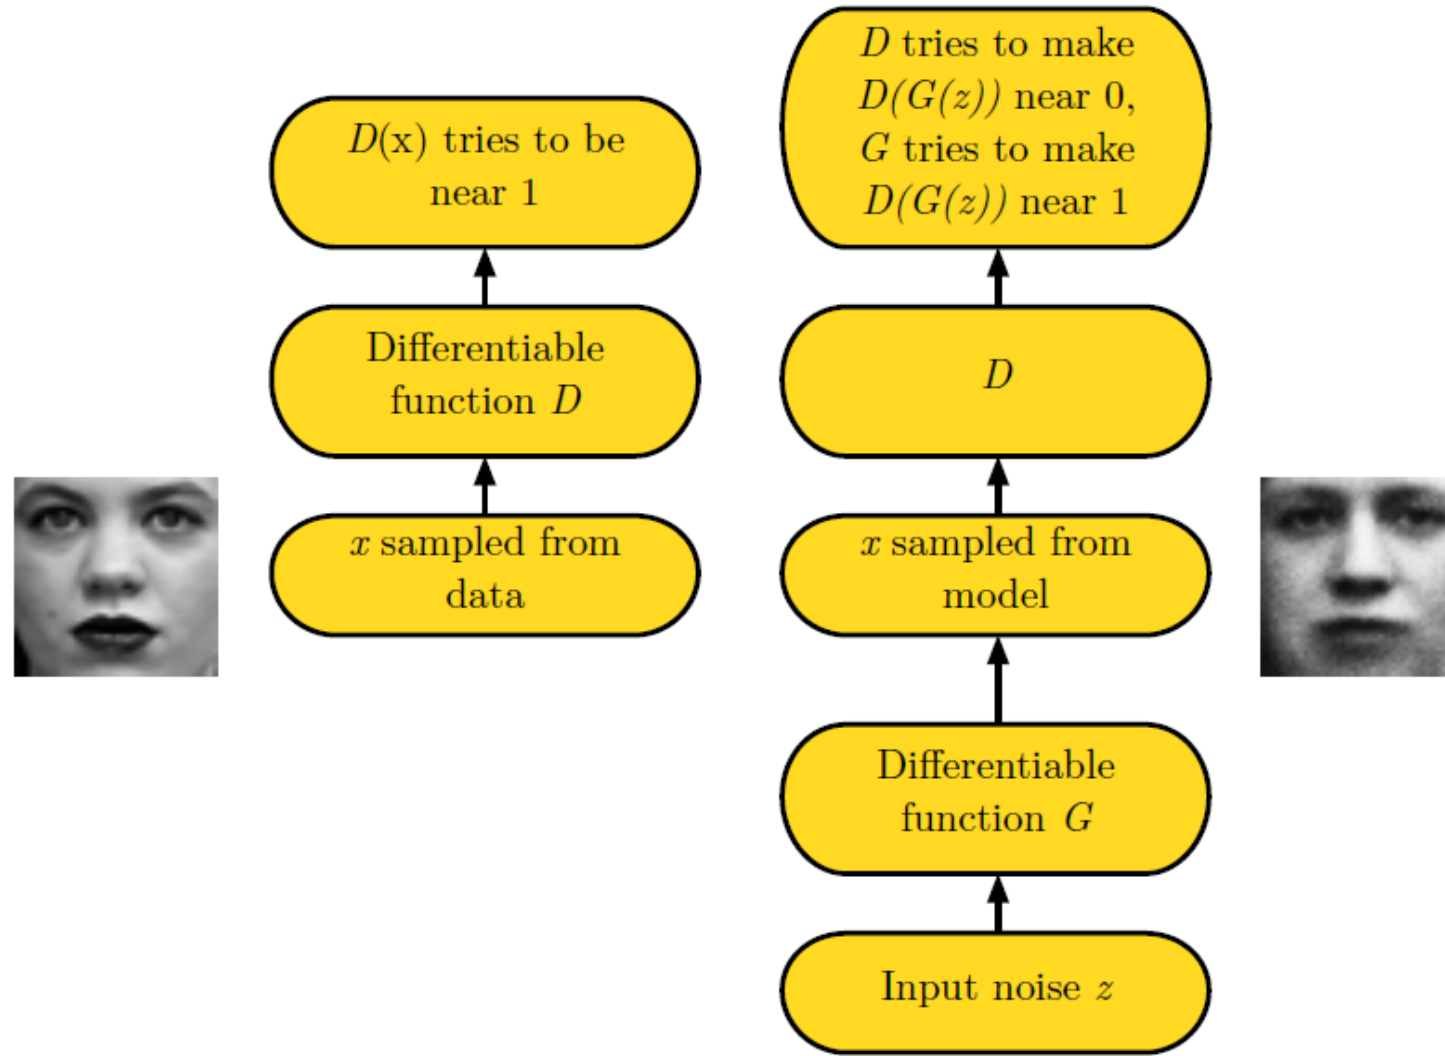 D(x) tries to be
near 1
Differentiable
function D
x sampled from
data
D tries to make
D(G(z)) near 0,
G tries to make
D(G(z)) near 1
D
x sampled from
model
Differentiable
function G
Input noise z